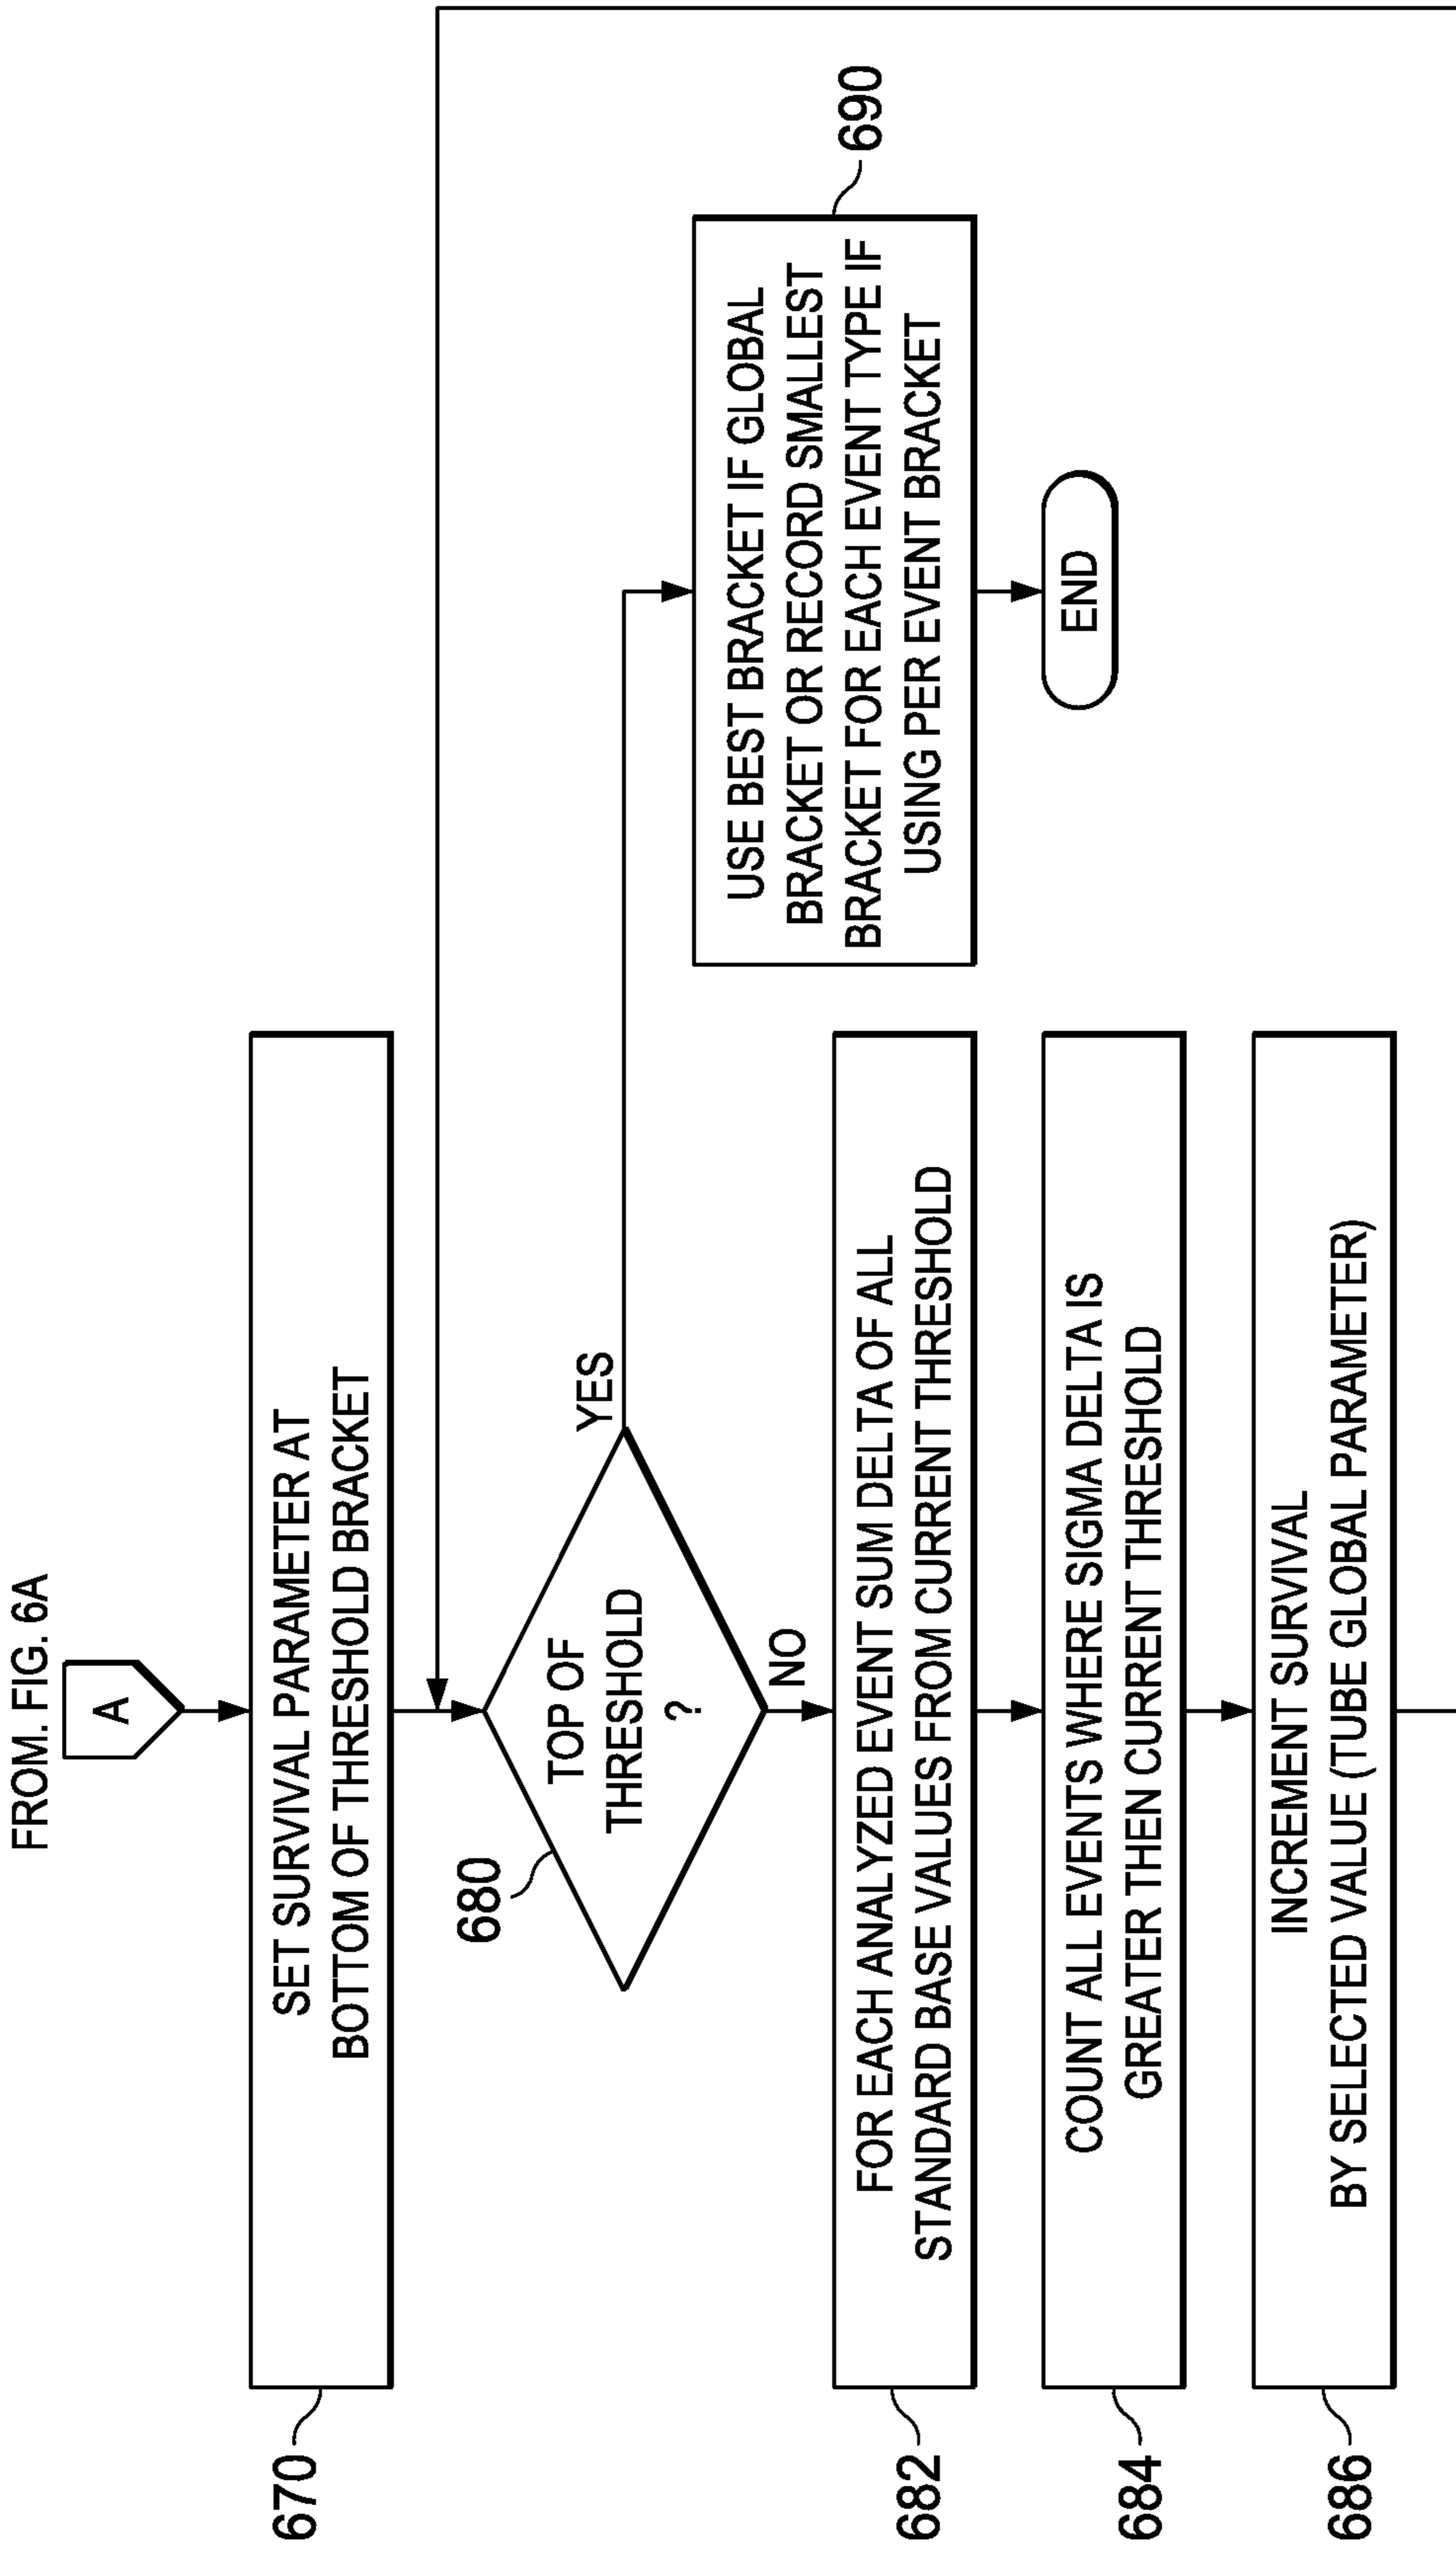 FROM. FIG. 6A
A
670
SET SURVIVAL PARAMETER AT
BOTTOM OF THRESHOLD BRACKET
680
TOP OF
THRESHOLD
?
YES
NO
690
USE BEST BRACKET IF GLOBAL
BRACKET OR RECORD SMALLEST
BRACKET FOR EACH EVENT TYPE IF
USING PER EVENT BRACKET
END
682
FOR EACH ANALYZED EVENT SUM DELTA OF ALL
STANDARD BASE VALUES FROM CURRENT THRESHOLD
684
COUNT ALL EVENTS WHERE SIGMA DELTA IS
GREATER THEN CURRENT THRESHOLD
686
INCREMENT SURVIVAL
BY SELECTED VALUE (TUBE GLOBAL PARAMETER)